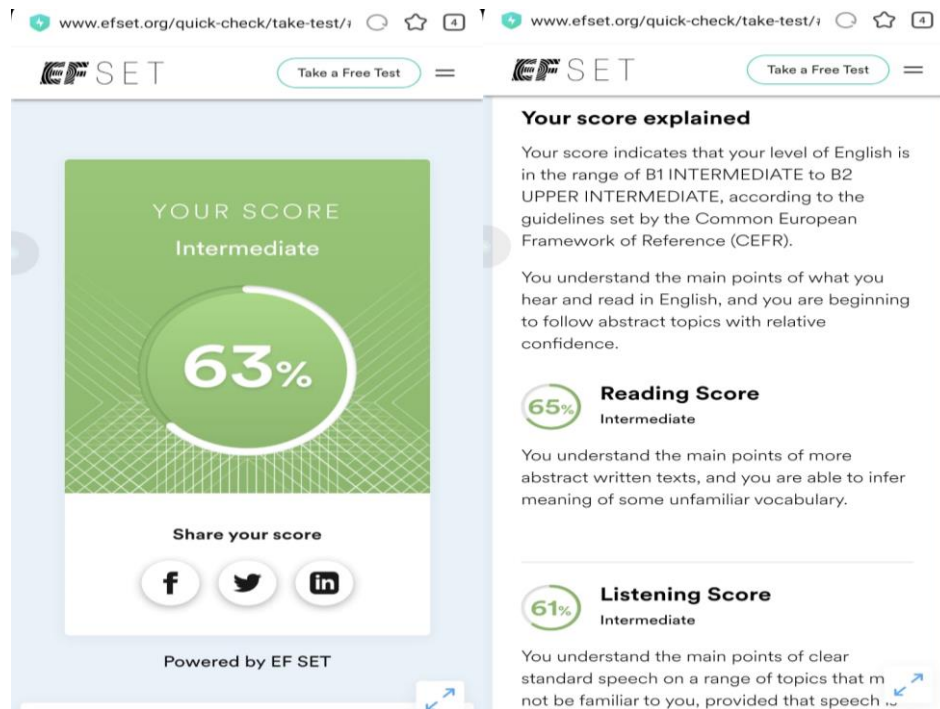 www.efset.org/quick-check/take-test/
4
EF SET
Take a Free Test
YOUR SCORE
Intermediate
63%
Share your score
f
in
Powered by EF SET
www.efset.org/quick-check/take-test/
4
EF SET
Take a Free Test
Your score explained
Your score indicates that your level of English is
in the range of B1 INTERMEDIATE to B2
UPPER INTERMEDIATE, according to the
guidelines set by the Common European
Framework of Reference (CEFR).
You understand the main points of what you
hear and read in English, and you are beginning
to follow abstract topics with relative
confidence.
65%
Reading Score
Intermediate
You understand the main points of more
abstract written texts, and you are able to infer
meaning of some unfamiliar vocabulary.
61%
Listening Score
Intermediate
You understand the main points of clear
standard speech on a range of topics that
not be familiar to you, provided that speech